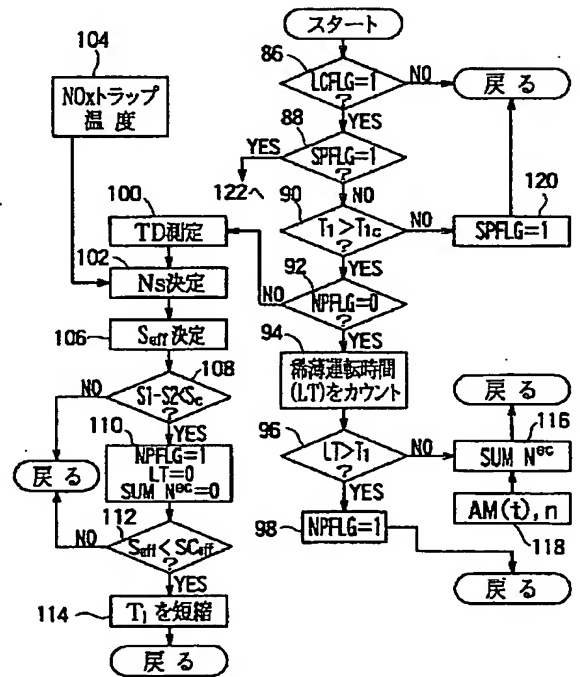 スタート
86
LCFLG=1
?
NO
戻る
YES
88
SPFLG=1
?
YES
122へ
NO
90
T₁>T₁c
?
NO
120
SPFLG=1
YES
92
NPFLG=0
?
NO
YES
94
稀薄運転時間
(LT)をカウント
96
LT>T₁
?
NO
116
SUM Nᵉᶜ
戻る
AM(t),n
118
YES
98
NPFLG=1
戻る
104
NOxトラップ
温度
100
TD測定
102
Ns決定
106
Seff決定
108
S1-S2<Sc
?
NO
戻る
YES
110
NPFLG=1
LT=0
SUM Nᵉᶜ=0
112
Seff<SCeff
?
NO
YES
114
T₁を短縮
戻る